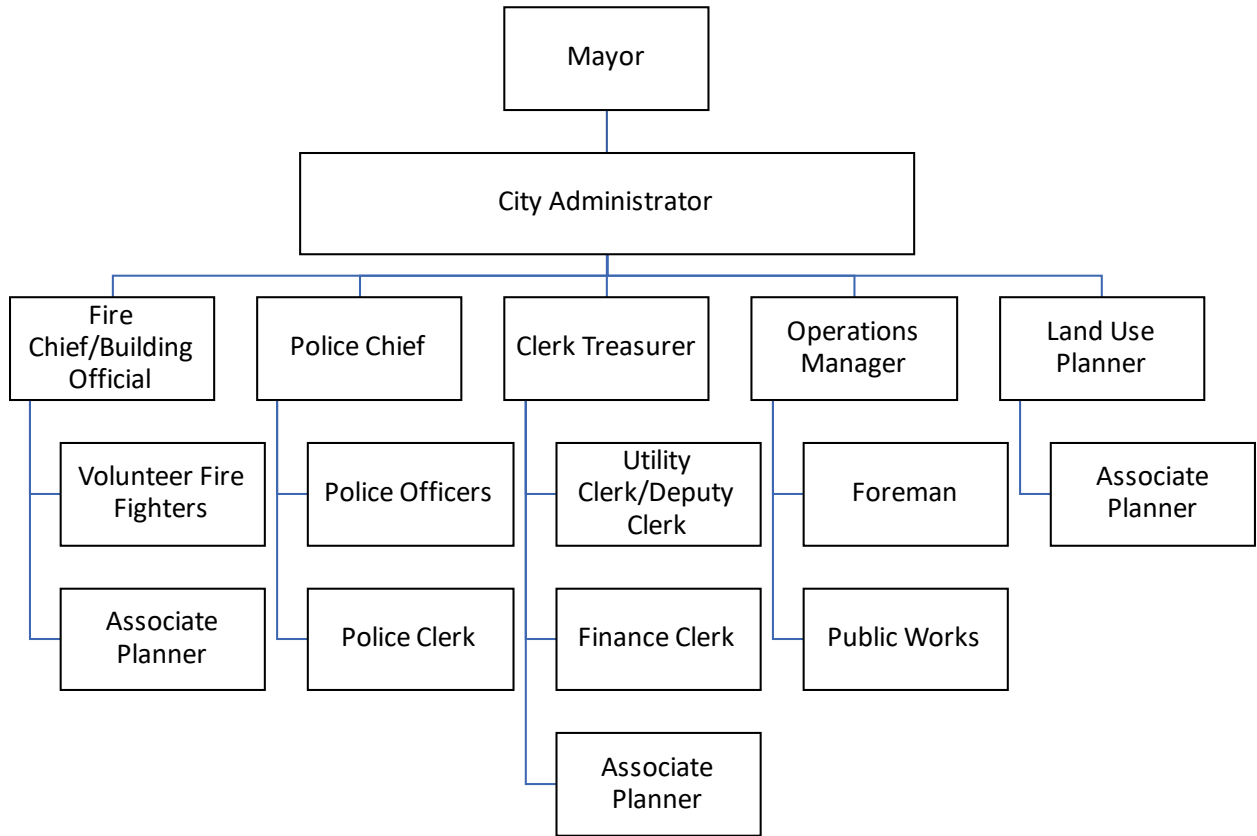 Mayor
City Administrator
Fire
Chief/Building
Official
Police Chief
Clerk Treasurer
Operations
Manager
Land Use
Planner
Volunteer Fire
Fighters
Police Officers
Utility
Clerk/Deputy
Clerk
Foreman
Associate
Planner
Associate
Planner
Police Clerk
Finance Clerk
Public Works
Associate
Planner